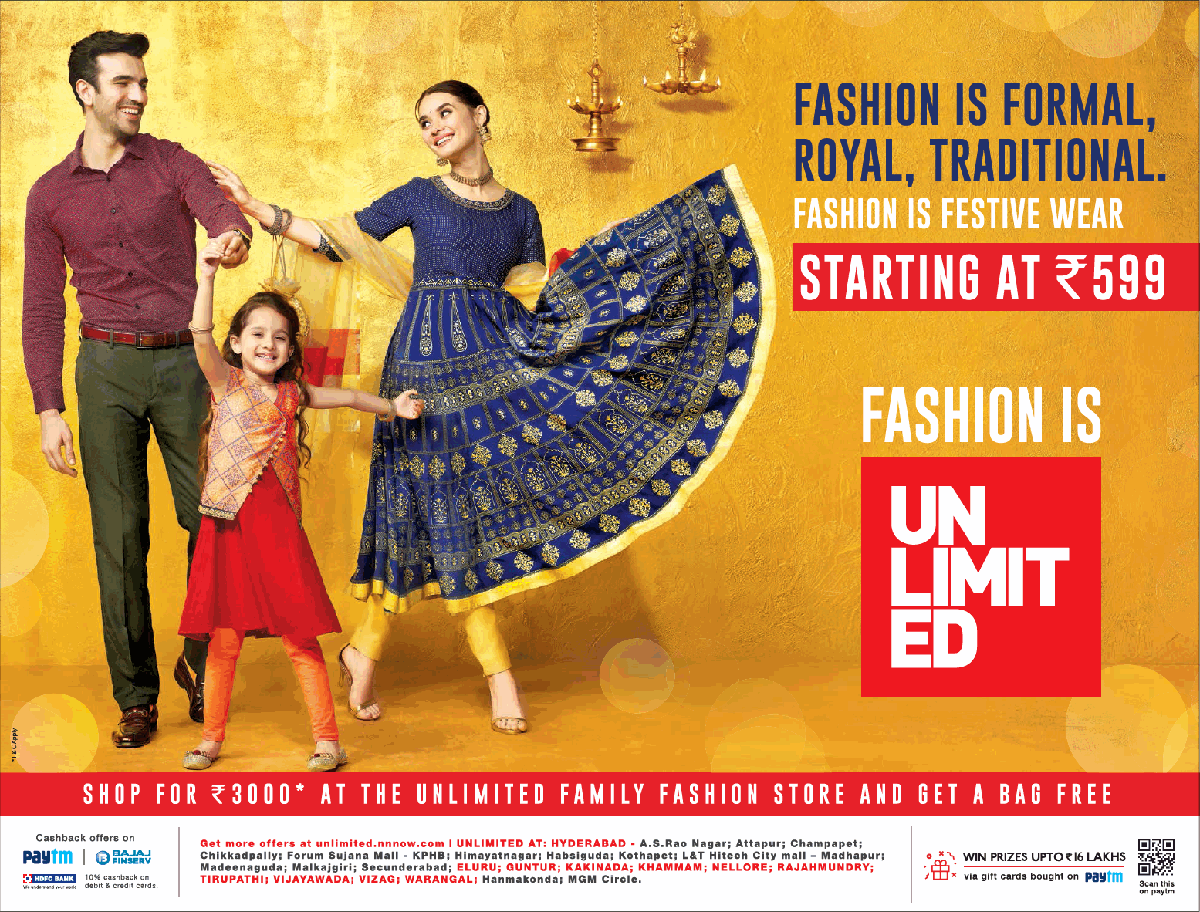 FASHION IS FORMAL,
ROYAL, TRADITIONAL.
FASHION IS FESTIVE WEAR
STARTING AT ₹599
FASHION IS
UN
LIMIT
ED
*T&C Apply
SHOP FOR ₹3000* AT THE UNLIMITED FAMILY FASHION STORE AND GET A BAG FREE
Cashback offers on
paytm | BAJAJ
FINSERV
HDFC BANK
We understand your world
10% cashback on
debit & credit cards
Get more offers at unlimited.nnnow.com I UNLIMITED AT: HYDERABAD - A.S.Rao Nagar; Attapur; Champapet;
Chikkadpally; Forum Sujana Mall - KPHB; Himayatnagar; Habsiguda; Kothapet; L&T Hitech City mall – Madhapur;
Madeenaguda; Malkajgiri; Secunderabad; ELURU; GUNTUR; KAKINADA; KHAMMAM; NELLORE; RAJAHMUNDRY;
TIRUPATHI; VIJAYAWADA; VIZAG; WARANGAL; Hanmakonda; MGM Circle.
WIN PRIZES UPTO ₹16 LAKHS
via gift cards bought on paytm
Scan this
on paytm